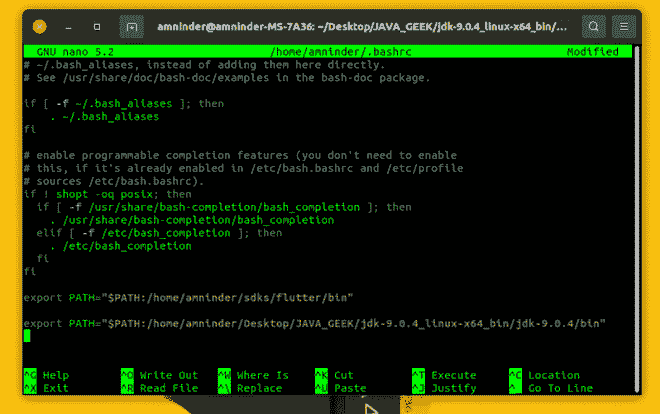 amninder@amninder-MS-7A36: ~/Desktop/JAVA_GEEK/jdk-9.0.4_linux-x64_bin/...
GNU nano 5.2 /home/amninder/.bashrc Modified
# ~/.bash_aliases, instead of adding them here directly.
# See /usr/share/doc/bash-doc/examples in the bash-doc package.
if [ -f ~/.bash_aliases ]; then
. ~/.bash_aliases
fi
# enable programmable completion features (you don't need to enable
# this, if it's already enabled in /etc/bash.bashrc and /etc/profile
# sources /etc/bash.bashrc).
if ! shopt -oq posix; then
if [ -f /usr/share/bash-completion/bash_completion ]; then
. /usr/share/bash-completion/bash_completion
elif [ -f /etc/bash_completion ]; then
. /etc/bash_completion
fi
fi
export PATH="$PATH:/home/amninder/sdks/flutter/bin"
export PATH="$PATH:/home/amninder/Desktop/JAVA_GEEK/jdk-9.0.4_linux-x64_bin/jdk-9.0.4/bin"
^G Help ^O Write Out ^W Where Is ^K Cut ^T Execute ^C Location
^X Exit ^R Read File ^\ Replace ^U Paste ^J Justify ^_ Go To Line